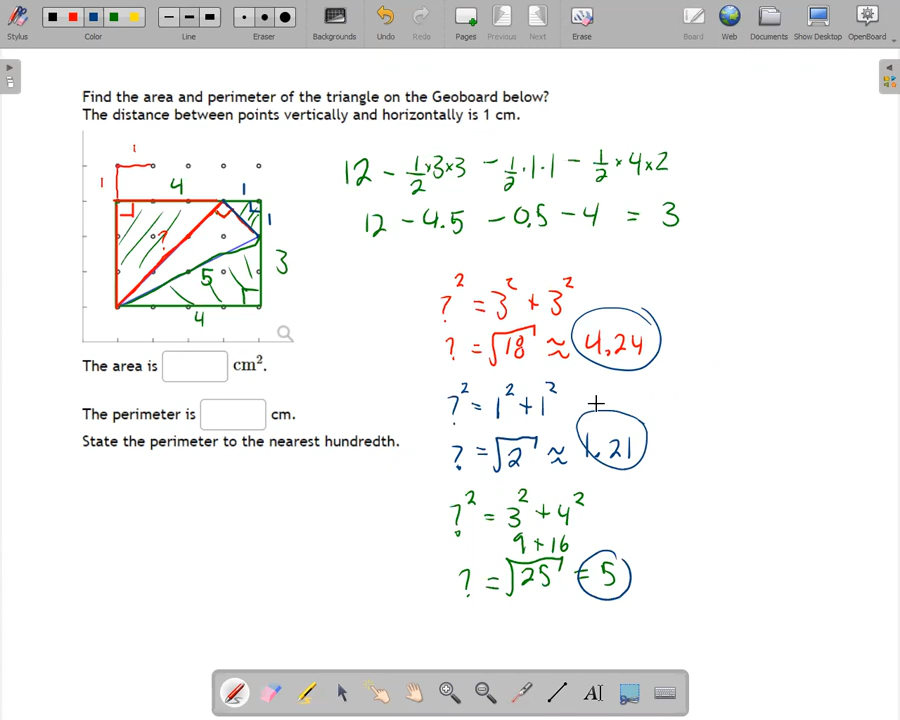 Stylus Color Line Eraser Backgrounds Undo Redo Pages Previous Next Erase Board Web Documents Show Desktop OpenBoard
Find the area and perimeter of the triangle on the Geoboard below?
The distance between points vertically and horizontally is 1 cm.
1
1
4
1
1
?
5
3
4
12 - 1/2 × 3 × 3 - 1/2 · 1 · 1 - 1/2 × 4 × 2
12 - 4.5 - 0.5 - 4 = 3
?² = 3² + 3²
? = √18 ≈ 4.24
The area is cm².
?² = 1² + 1²
The perimeter is cm.
State the perimeter to the nearest hundredth.
? = √2 ≈ 1.21
?² = 3² + 4²
9 + 16
? = √25 = 5
AI